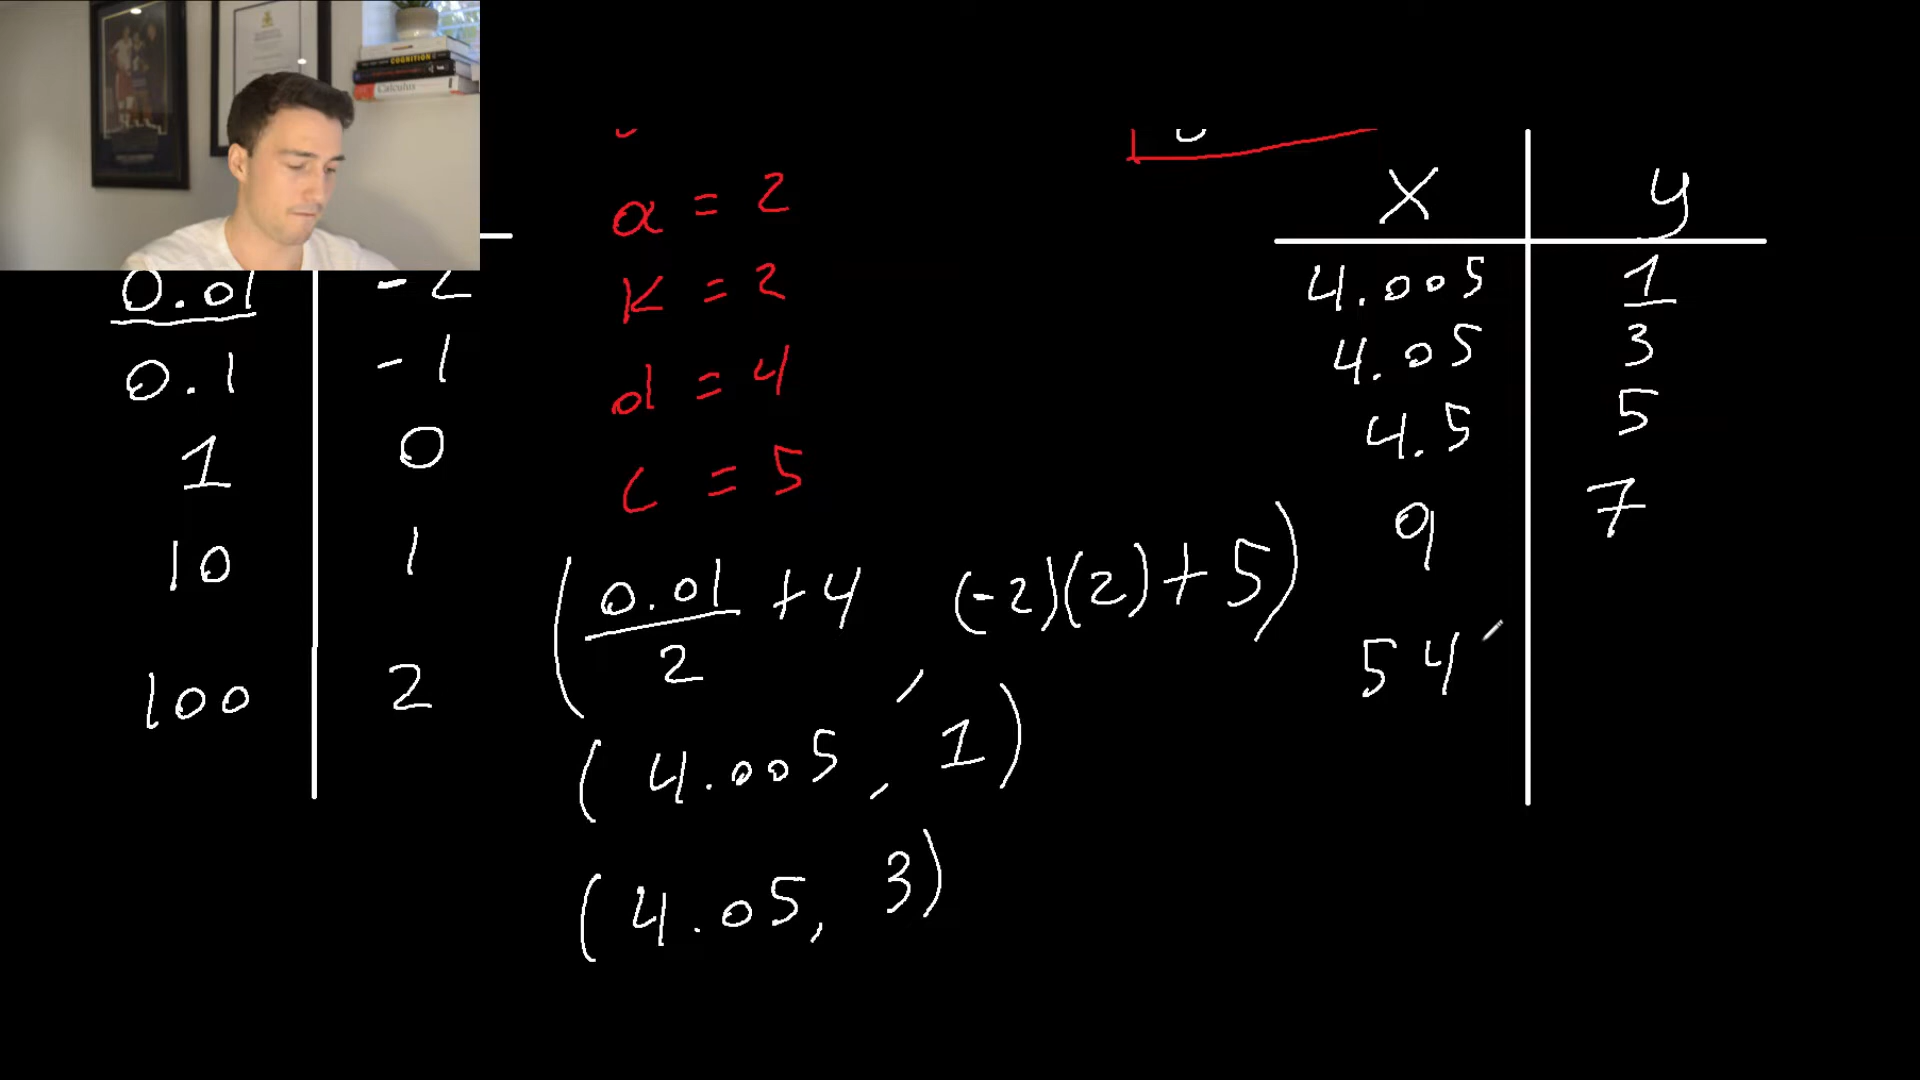 COGNITION
Calculus
0.01 -2
0.1 -1
1 0
10 1
100 2
a = 2
k = 2
d = 4
c = 5
(0.01/2 + 4 , (-2)(2) + 5)
(4.005, 1)
(4.05, 3)
x y
4.005 1
4.05 3
4.5 5
9 7
54